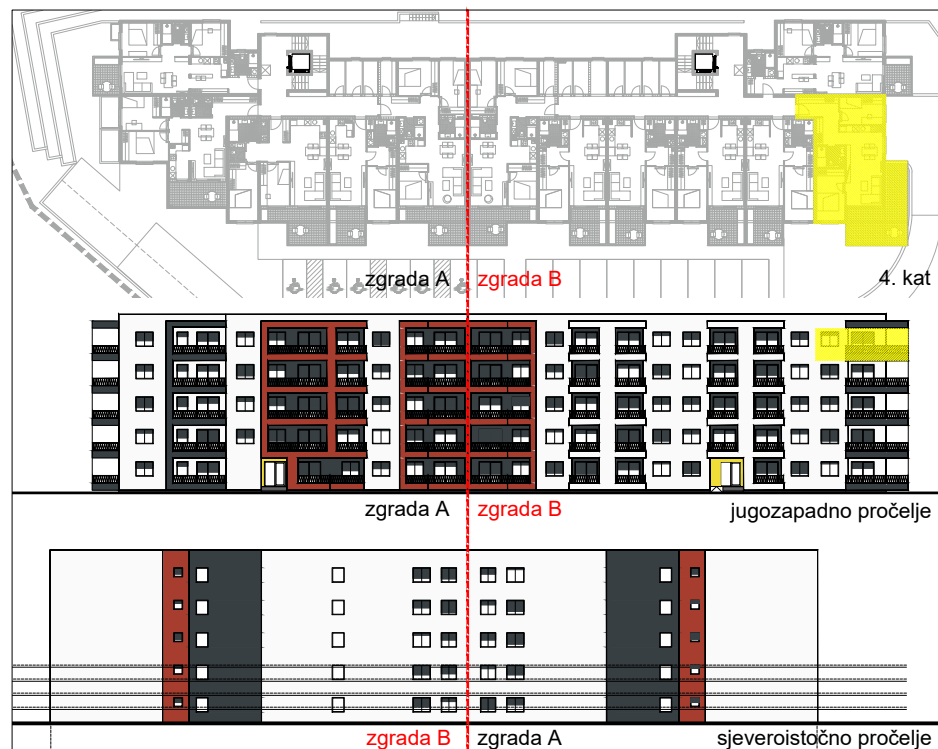 zgrada A zgrada B 4. kat
zgrada A zgrada B jugozapadno pročelje
zgrada B zgrada A sjeveroistočno pročelje